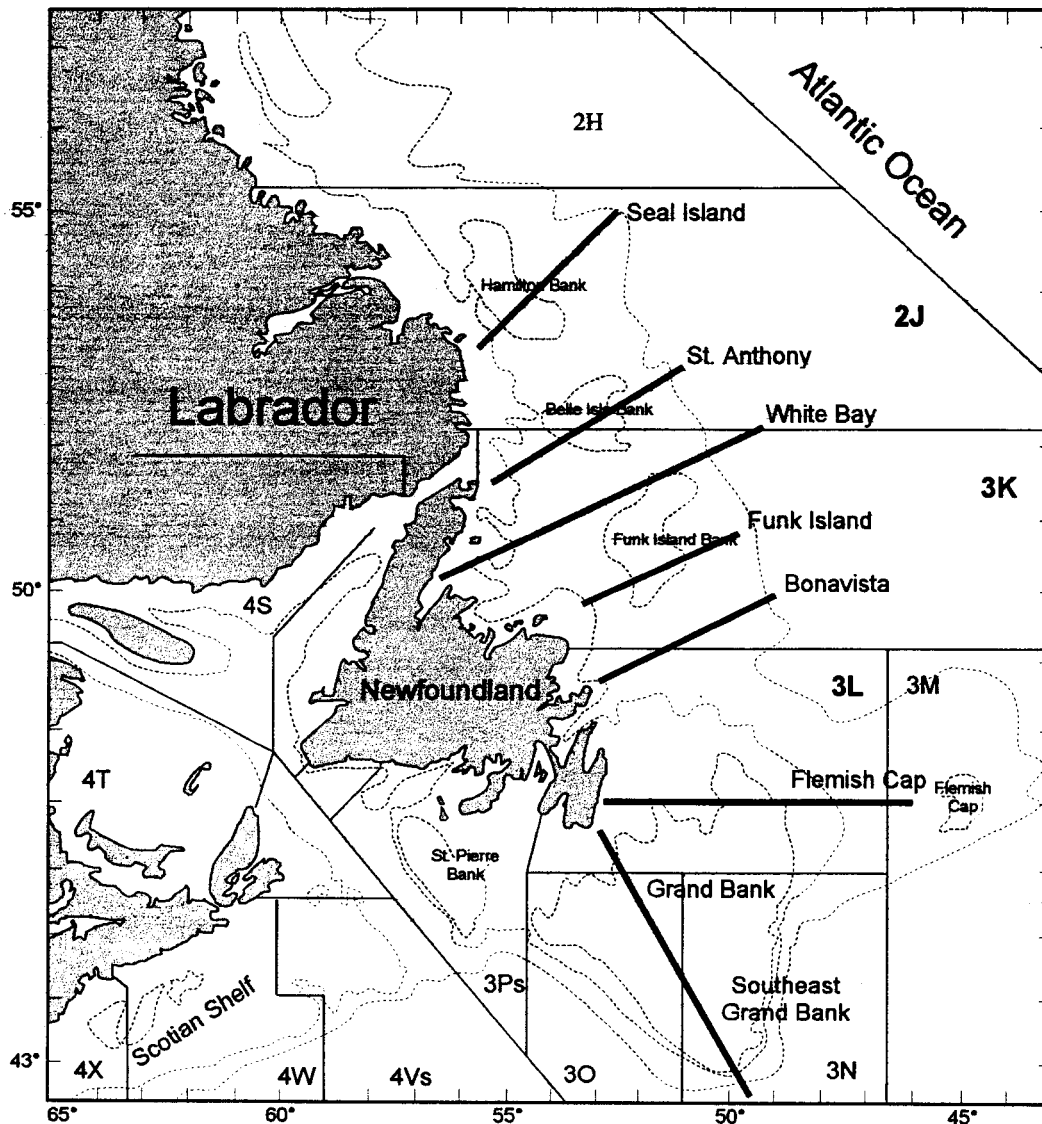 Atlantic Ocean
2H
55°
Seal Island
Hamilton Bank
2J
St. Anthony
Labrador
Belle Isle Bank
White Bay
3K
Funk Island
Funk Island Bank
50°
Bonavista
4S
Newfoundland
3L
3M
4T
Flemish Cap
Flemish
Cap
St. Pierre
Bank
Grand Bank
3Ps
Southeast
Grand Bank
Scotian Shelf
43°
4X
4W
4Vs
3O
3N
65°
60°
55°
50°
45°